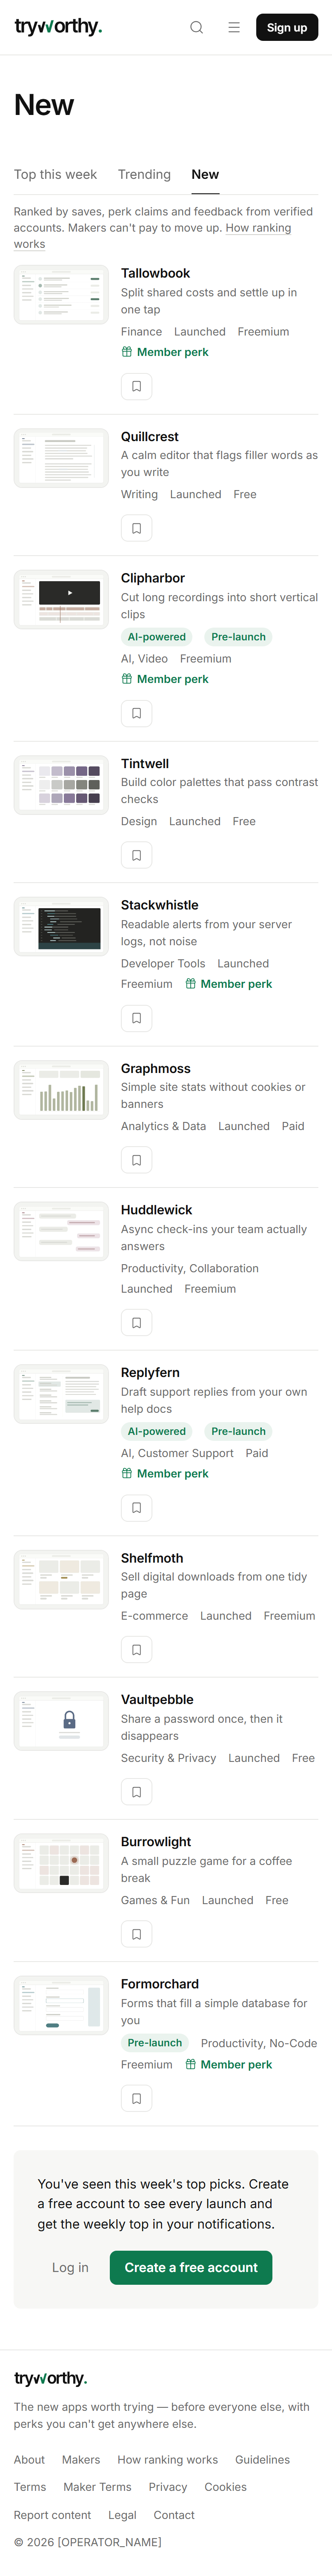 tryworthy.
Sign up
New
Top this week
Trending
New
Ranked by saves, perk claims and feedback from verified
accounts. Makers can't pay to move up. How ranking
works
Tallowbook
Split shared costs and settle up in
one tap
Finance Launched Freemium
Member perk
Quillcrest
A calm editor that flags filler words as
you write
Writing Launched Free
Clipharbor
Cut long recordings into short vertical
clips
AI-powered Pre-launch
AI, Video Freemium
Member perk
Tintwell
Build color palettes that pass contrast
checks
Design Launched Free
Stackwhistle
Readable alerts from your server
logs, not noise
Developer Tools Launched
Freemium Member perk
Graphmoss
Simple site stats without cookies or
banners
Analytics & Data Launched Paid
Huddlewick
Async check-ins your team actually
answers
Productivity, Collaboration
Launched Freemium
Replyfern
Draft support replies from your own
help docs
AI-powered Pre-launch
AI, Customer Support Paid
Member perk
Shelfmoth
Sell digital downloads from one tidy
page
E-commerce Launched Freemium
Vaultpebble
Share a password once, then it
disappears
Security & Privacy Launched Free
Burrowlight
A small puzzle game for a coffee
break
Games & Fun Launched Free
Formorchard
Forms that fill a simple database for
you
Pre-launch Productivity, No-Code
Freemium Member perk
You've seen this week's top picks. Create
a free account to see every launch and
get the weekly top in your notifications.
Log in Create a free account
tryworthy.
The new apps worth trying — before everyone else, with
perks you can't get anywhere else.
About Makers How ranking works Guidelines
Terms Maker Terms Privacy Cookies
Report content Legal Contact
© 2026 [OPERATOR_NAME]